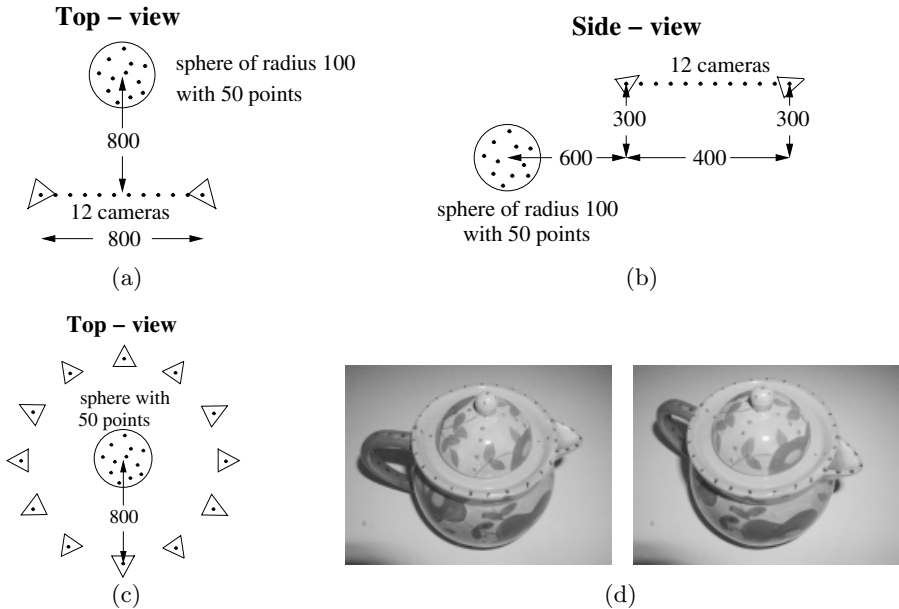 Top – view
sphere of radius 100
with 50 points
800
12 cameras
800
(a)
Side – view
12 cameras
300
300
600
400
sphere of radius 100
with 50 points
(b)
Top – view
sphere with
50 points
800
(c)
(d)